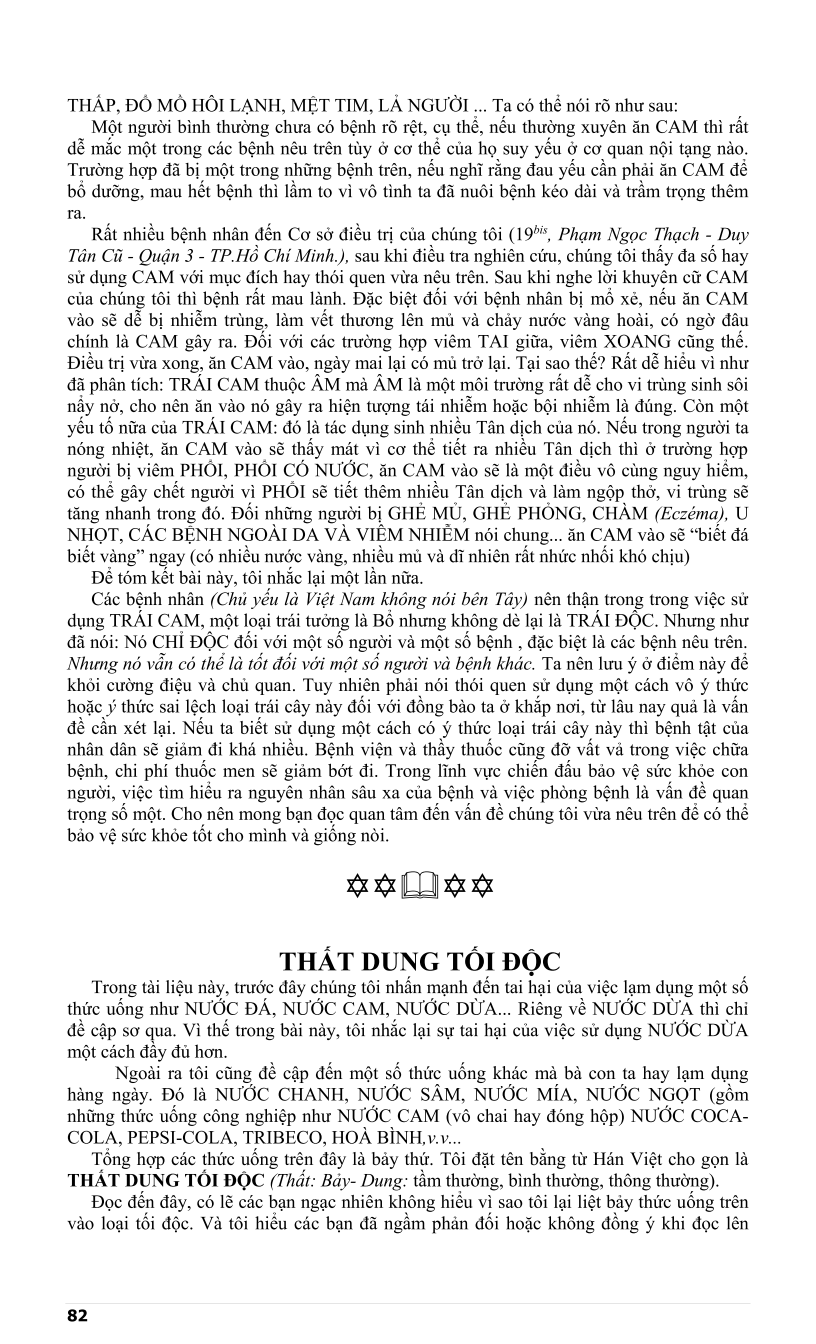 THẤP, ĐỔ MỒ HÔI LẠNH, MỆT TIM, LẢ NGƯỜI ... Ta có thể nói rõ như sau:
Một người bình thường chưa có bệnh rõ rệt, cụ thể, nếu thường xuyên ăn CAM thì rất
dễ mắc một trong các bệnh nêu trên tùy ở cơ thể của họ suy yếu ở cơ quan nội tạng nào.
Trường hợp đã bị một trong những bệnh trên, nếu nghĩ rằng đau yếu cần phải ăn CAM để
bổ dưỡng, mau hết bệnh thì lầm to vì vô tình ta đã nuôi bệnh kéo dài và trầm trọng thêm
ra.
Rất nhiều bệnh nhân đến Cơ sở điều trị của chúng tôi (19bis, Phạm Ngọc Thạch - Duy
Tân Cũ - Quận 3 - TP.Hồ Chí Minh.), sau khi điều tra nghiên cứu, chúng tôi thấy đa số hay
sử dụng CAM với mục đích hay thói quen vừa nêu trên. Sau khi nghe lời khuyên cữ CAM
của chúng tôi thì bệnh rất mau lành. Đặc biệt đối với bệnh nhân bị mổ xẻ, nếu ăn CAM
vào sẽ dễ bị nhiễm trùng, làm vết thương lên mủ và chảy nước vàng hoài, có ngờ đâu
chính là CAM gây ra. Đối với các trường hợp viêm TAI giữa, viêm XOANG cũng thế.
Điều trị vừa xong, ăn CAM vào, ngày mai lại có mủ trở lại. Tại sao thế? Rất dễ hiểu vì như
đã phân tích: TRÁI CAM thuộc ÂM mà ÂM là một môi trường rất dễ cho vi trùng sinh sôi
nẩy nở, cho nên ăn vào nó gây ra hiện tượng tái nhiễm hoặc bội nhiễm là đúng. Còn một
yếu tố nữa của TRÁI CAM: đó là tác dụng sinh nhiều Tân dịch của nó. Nếu trong người ta
nóng nhiệt, ăn CAM vào sẽ thấy mát vì cơ thể tiết ra nhiều Tân dịch thì ở trường hợp
người bị viêm PHỔI, PHỔI CÓ NƯỚC, ăn CAM vào sẽ là một điều vô cùng nguy hiểm,
có thể gây chết người vì PHỔI sẽ tiết thêm nhiều Tân dịch và làm ngộp thở, vi trùng sẽ
tăng nhanh trong đó. Đối những người bị GHẺ MỦ, GHẺ PHỎNG, CHÀM (Eczéma), U
NHỌT, CÁC BỆNH NGOÀI DA VÀ VIÊM NHIỄM nói chung... ăn CAM vào sẽ “biết đá
biết vàng” ngay (có nhiều nước vàng, nhiều mủ và dĩ nhiên rất nhức nhối khó chịu)
Để tóm kết bài này, tôi nhắc lại một lần nữa.
Các bệnh nhân (Chủ yếu là Việt Nam không nói bên Tây) nên thận trong trong việc sử
dụng TRÁI CAM, một loại trái tưởng là Bổ nhưng không dè lại là TRÁI ĐỘC. Nhưng như
đã nói: Nó CHỈ ĐỘC đối với một số người và một số bệnh , đặc biệt là các bệnh nêu trên.
Nhưng nó vẫn có thể là tốt đối với một số người và bệnh khác. Ta nên lưu ý ở điểm này để
khỏi cường điệu và chủ quan. Tuy nhiên phải nói thói quen sử dụng một cách vô ý thức
hoặc ý thức sai lệch loại trái cây này đối với đồng bào ta ở khắp nơi, từ lâu nay quả là vấn
đề cần xét lại. Nếu ta biết sử dụng một cách có ý thức loại trái cây này thì bệnh tật của
nhân dân sẽ giảm đi khá nhiều. Bệnh viện và thầy thuốc cũng đỡ vất vả trong việc chữa
bệnh, chi phí thuốc men sẽ giảm bớt đi. Trong lĩnh vực chiến đấu bảo vệ sức khỏe con
người, việc tìm hiểu ra nguyên nhân sâu xa của bệnh và việc phòng bệnh là vấn đề quan
trọng số một. Cho nên mong bạn đọc quan tâm đến vấn đề chúng tôi vừa nêu trên để có thể
bảo vệ sức khỏe tốt cho mình và giống nòi.
THẤT DUNG TỐI ĐỘC
Trong tài liệu này, trước đây chúng tôi nhấn mạnh đến tai hại của việc lạm dụng một số
thức uống như NƯỚC ĐÁ, NƯỚC CAM, NƯỚC DỪA... Riêng về NƯỚC DỪA thì chỉ
đề cập sơ qua. Vì thế trong bài này, tôi nhắc lại sự tai hại của việc sử dụng NƯỚC DỪA
một cách đầy đủ hơn.
Ngoài ra tôi cũng đề cập đến một số thức uống khác mà bà con ta hay lạm dụng
hàng ngày. Đó là NƯỚC CHANH, NƯỚC SÂM, NƯỚC MÍA, NƯỚC NGỌT (gồm
những thức uống công nghiệp như NƯỚC CAM (vô chai hay đóng hộp) NƯỚC COCA-
COLA, PEPSI-COLA, TRIBECO, HOÀ BÌNH,v.v...
Tổng hợp các thức uống trên đây là bảy thứ. Tôi đặt tên bằng từ Hán Việt cho gọn là
THẤT DUNG TỐI ĐỘC (Thất: Bảy- Dung: tầm thường, bình thường, thông thường).
Đọc đến đây, có lẽ các bạn ngạc nhiên không hiểu vì sao tôi lại liệt bảy thức uống trên
vào loại tối độc. Và tôi hiểu các bạn đã ngầm phản đối hoặc không đồng ý khi đọc lên
82